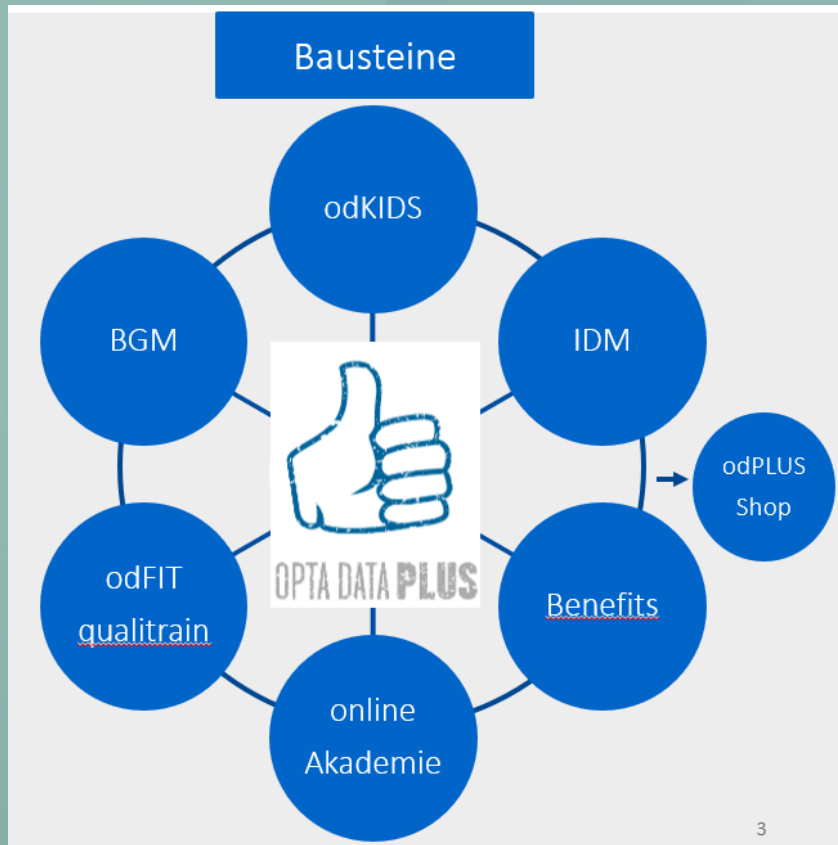 Bausteine
odKIDS
BGM
IDM
odPLUS
Shop
OPTA DATA PLUS
odFIT
qualitrain
Benefits
online
Akademie
3